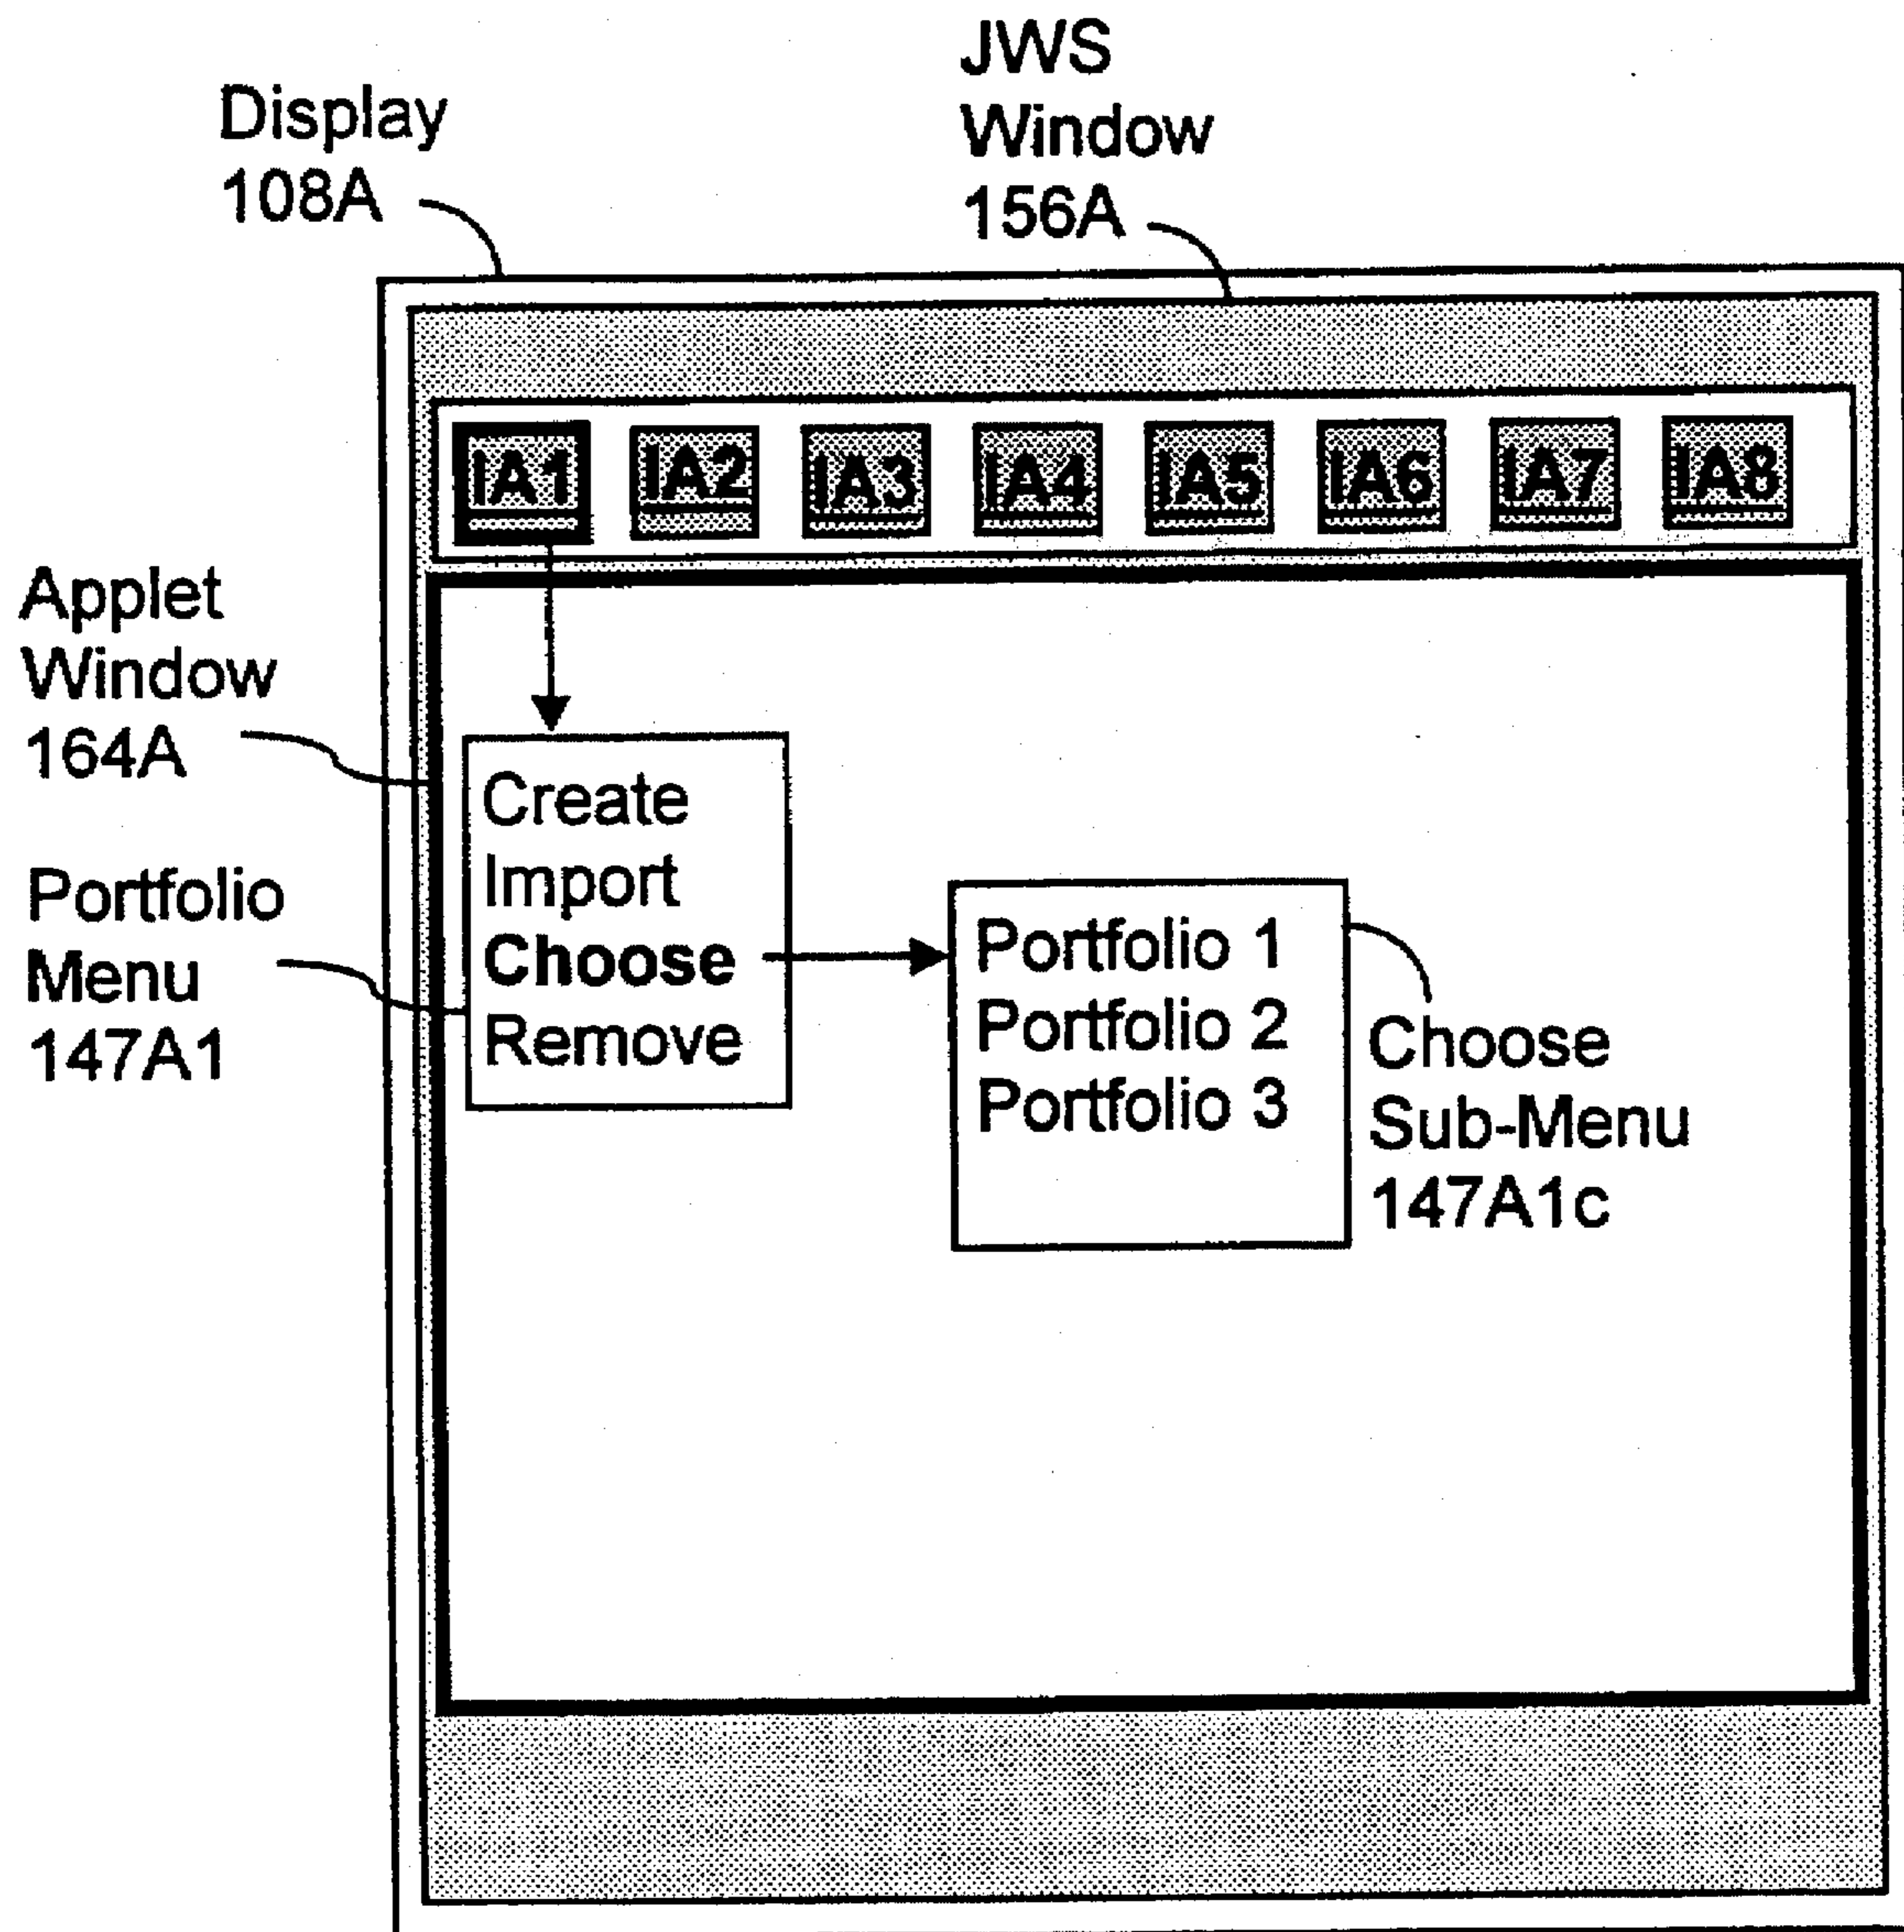 Display
108A
JWS
Window
156A
IA1 IA2 IA3 IA4 IA5 IA6 IA7 IA8
Applet
Window
164A
Portfolio
Menu
147A1
Create
Import
Choose
Remove
Portfolio 1
Portfolio 2
Portfolio 3
Choose
Sub-Menu
147A1c